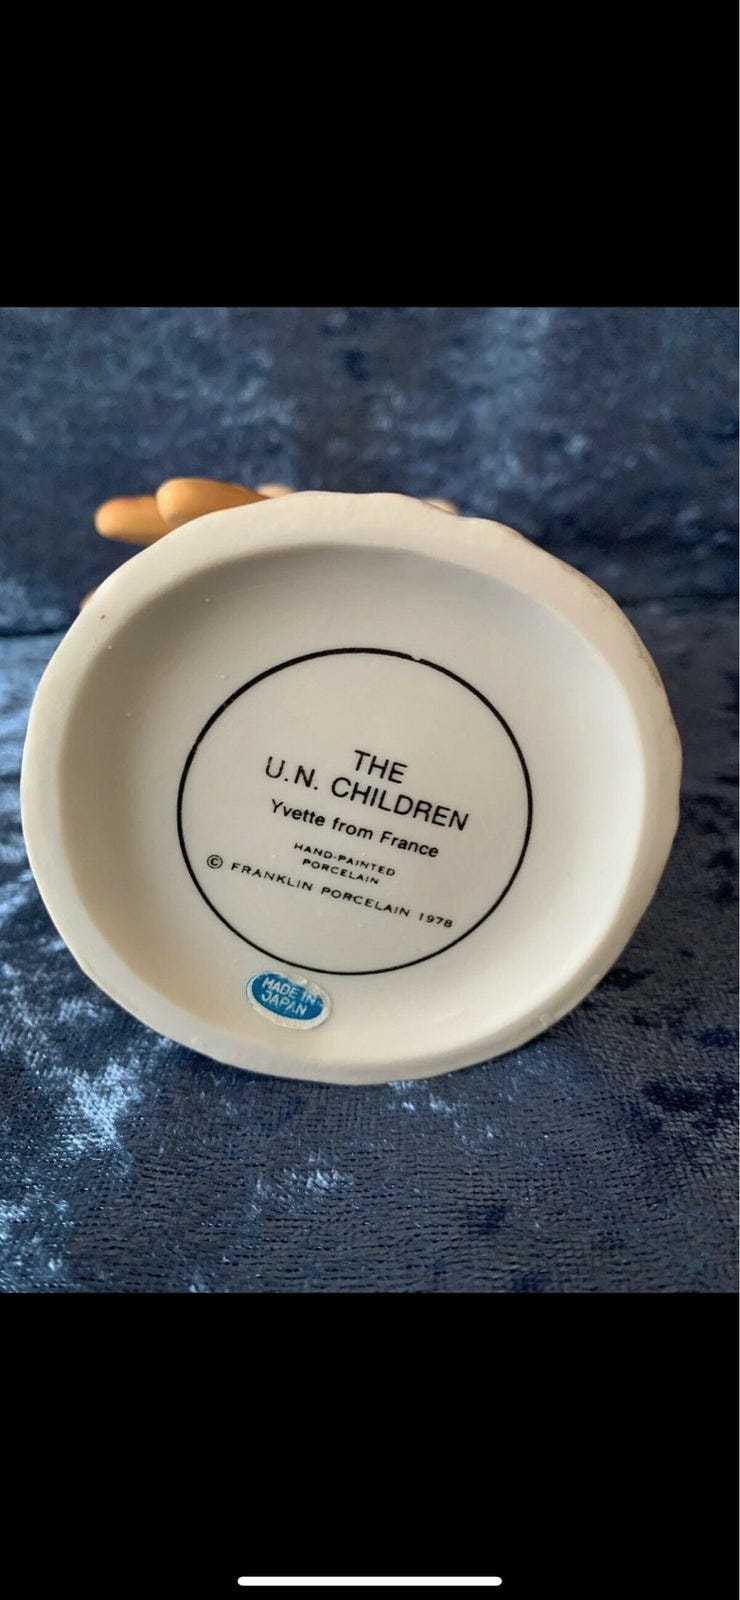 THE
U.N. CHILDREN
Yvette from France
HAND-PAINTED
PORCELAIN
© FRANKLIN PORCELAIN 1978
MADE IN
JAPAN